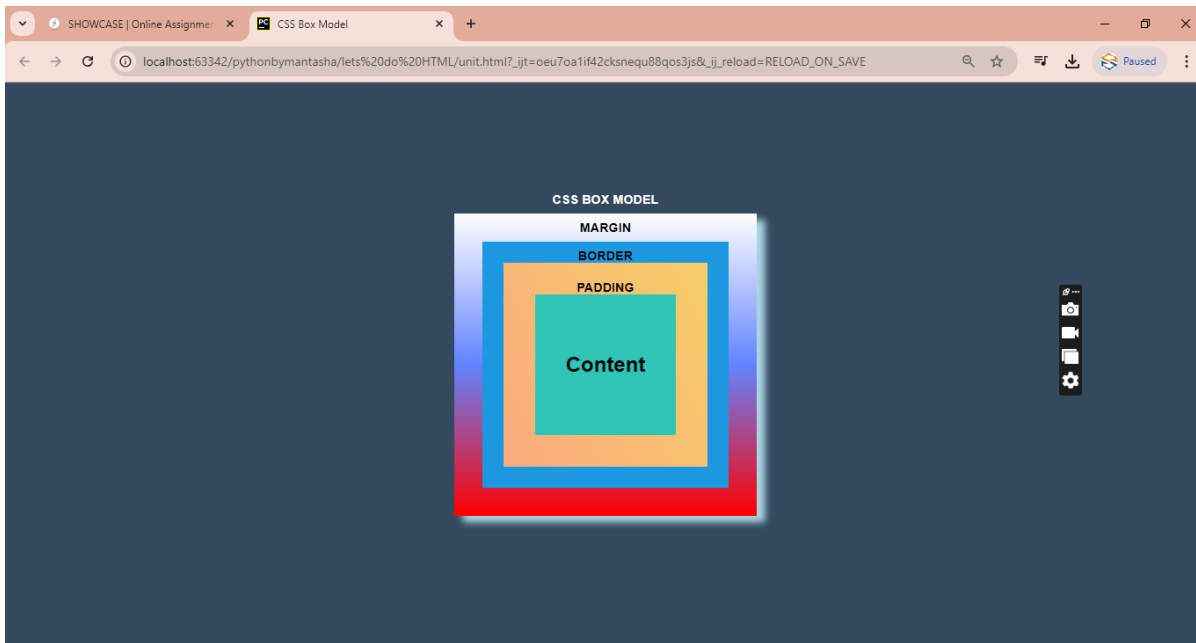 SHOWCASE | Online Assignmen
CSS Box Model
localhost:63342/pythonbymantasha/lets%20do%20HTML/unit.html?_ijt=oeu7oa1if42cksnequ88qos3js&_ij_reload=RELOAD_ON_SAVE
Paused
CSS BOX MODEL
MARGIN
BORDER
PADDING
Content